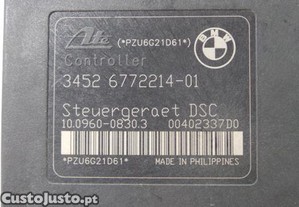 Ate
(*PZU6G21D61*)
BMW
Controller
3452 6772214-01
Steuergeraet DSC
10.0960-0830.3 00402337D0
*PZU6G21D61*
MADE IN PHILIPPINES
CustoJusto.pt